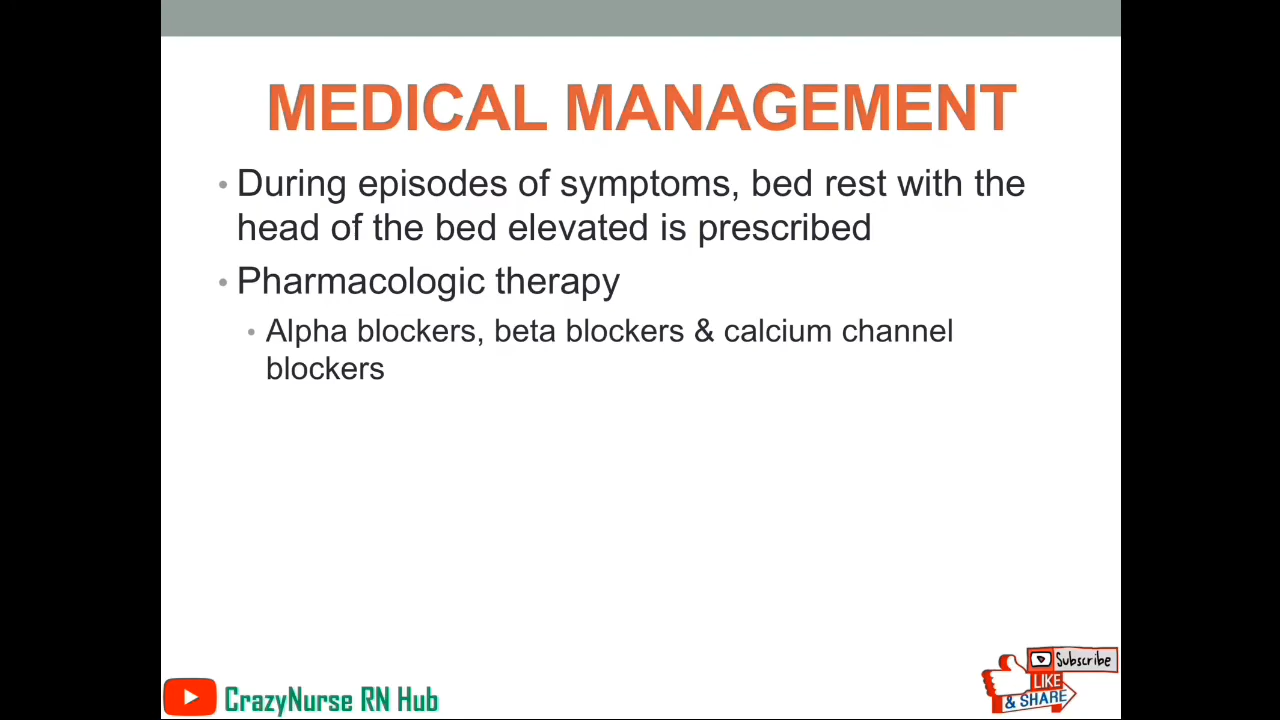 MEDICAL MANAGEMENT
• During episodes of symptoms, bed rest with the
head of the bed elevated is prescribed
• Pharmacologic therapy
• Alpha blockers, beta blockers & calcium channel
blockers
CrazyNurse RN Hub
Subscribe
LIKE
& SHARE